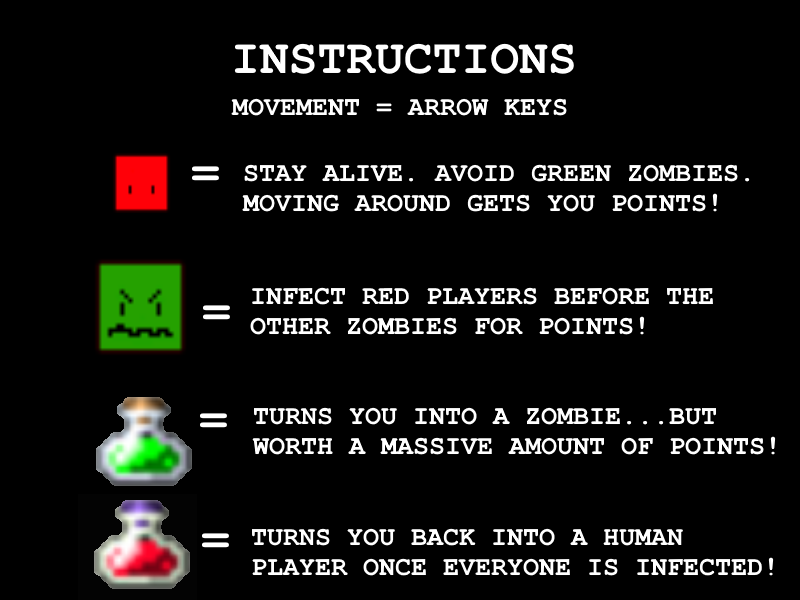 INSTRUCTIONS
MOVEMENT = ARROW KEYS
= STAY ALIVE. AVOID GREEN ZOMBIES.
MOVING AROUND GETS YOU POINTS!
= INFECT RED PLAYERS BEFORE THE
OTHER ZOMBIES FOR POINTS!
= TURNS YOU INTO A ZOMBIE...BUT
WORTH A MASSIVE AMOUNT OF POINTS!
= TURNS YOU BACK INTO A HUMAN
PLAYER ONCE EVERYONE IS INFECTED!